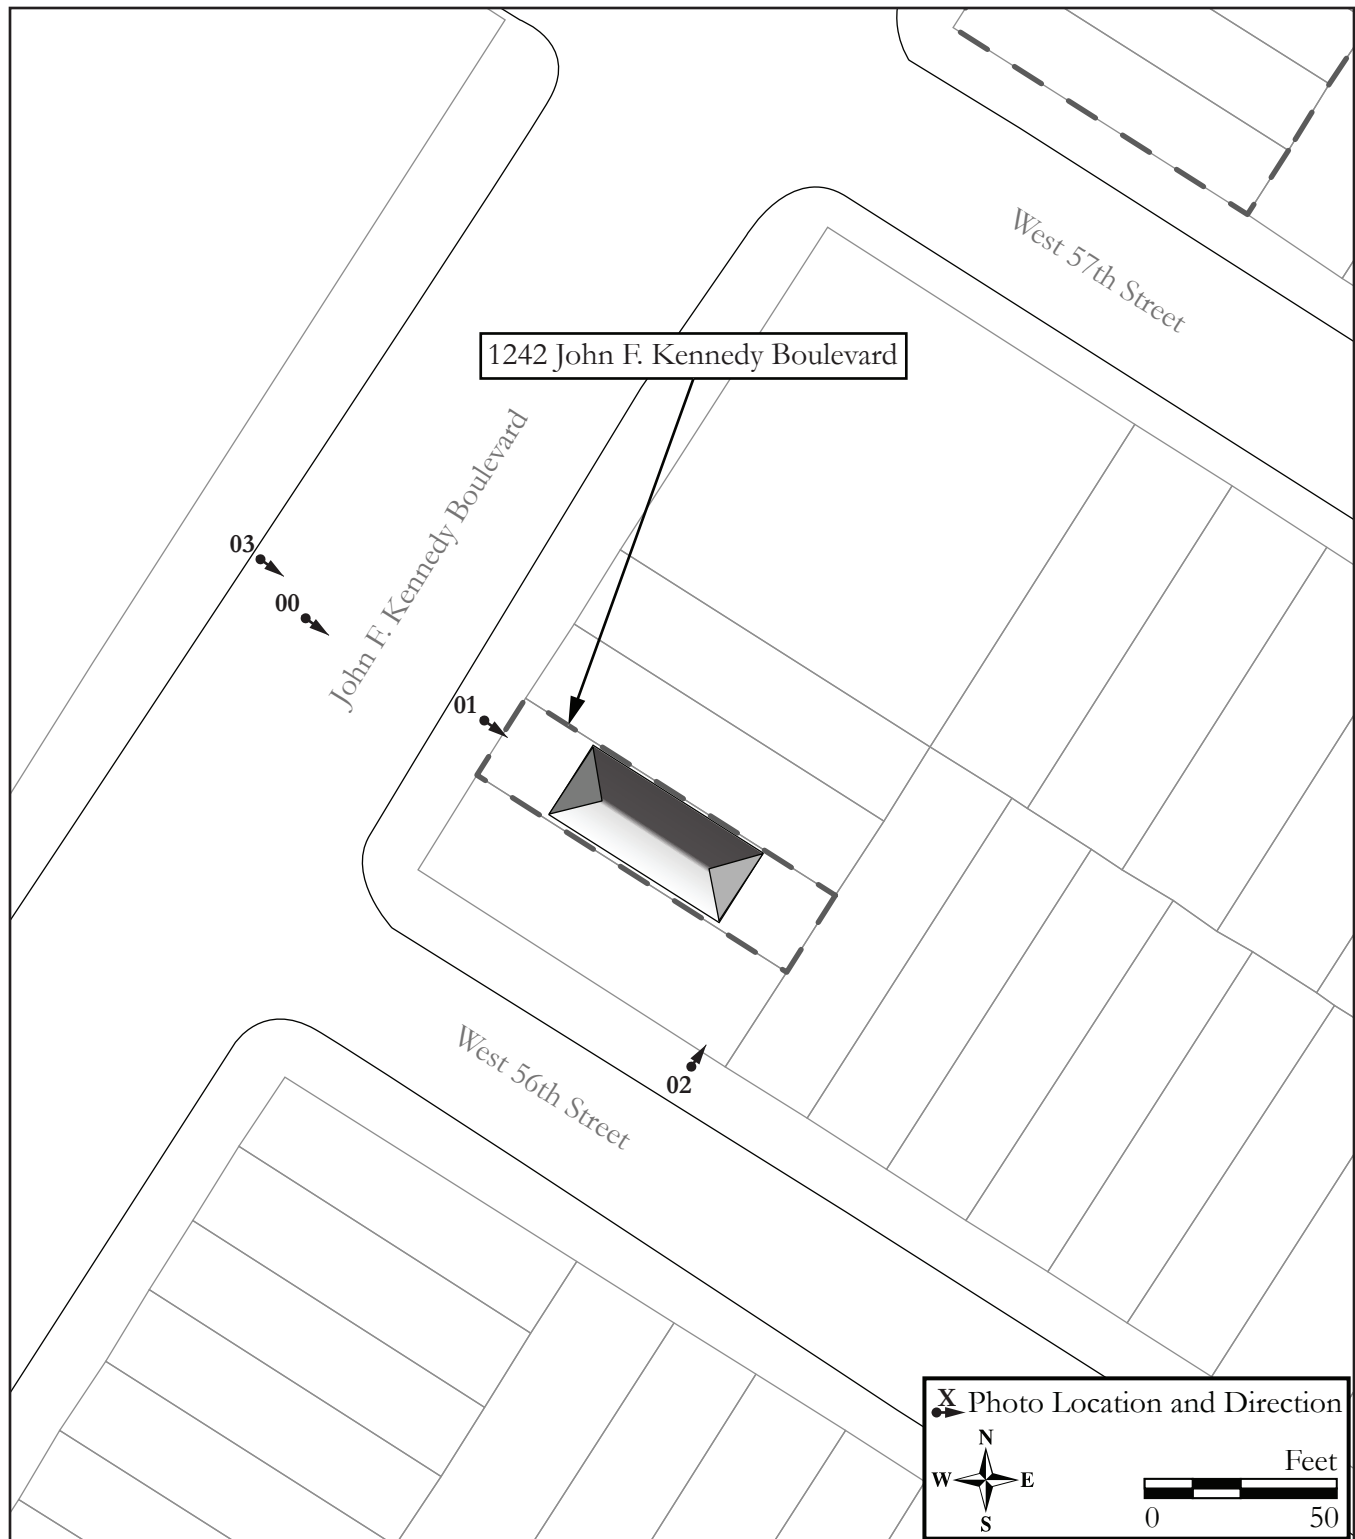 West 57th Street
1242 John F. Kennedy Boulevard
John F. Kennedy Boulevard
03
00
01
02
West 56th Street
X Photo Location and Direction
N
W E
S
Feet
0 50